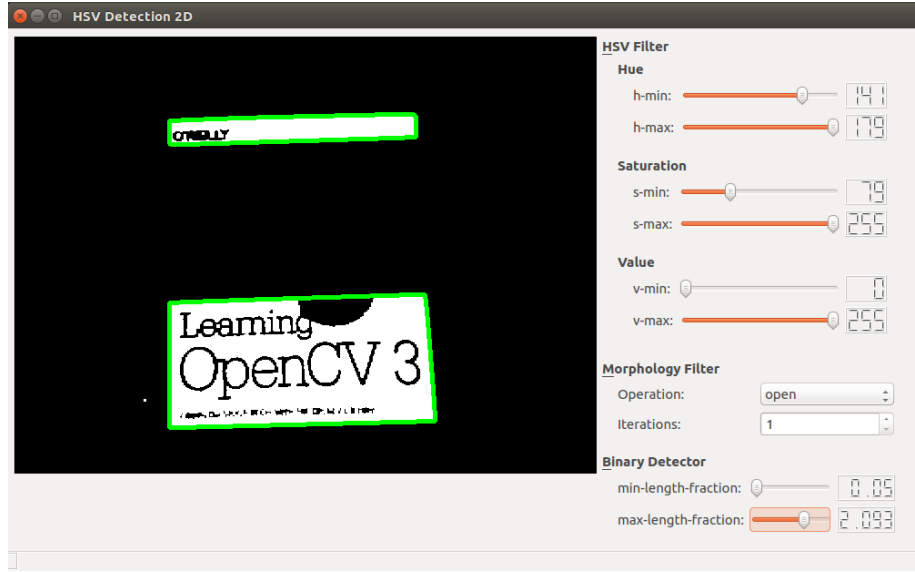 HSV Detection 2D
O'REILLY
Learning
OpenCV 3
HSV Filter
Hue
h-min: 141
h-max: 179
Saturation
s-min: 79
s-max: 255
Value
v-min: 0
v-max: 255
Morphology Filter
Operation: open
Iterations: 1
Binary Detector
min-length-fraction: 0.05
max-length-fraction: 2.093